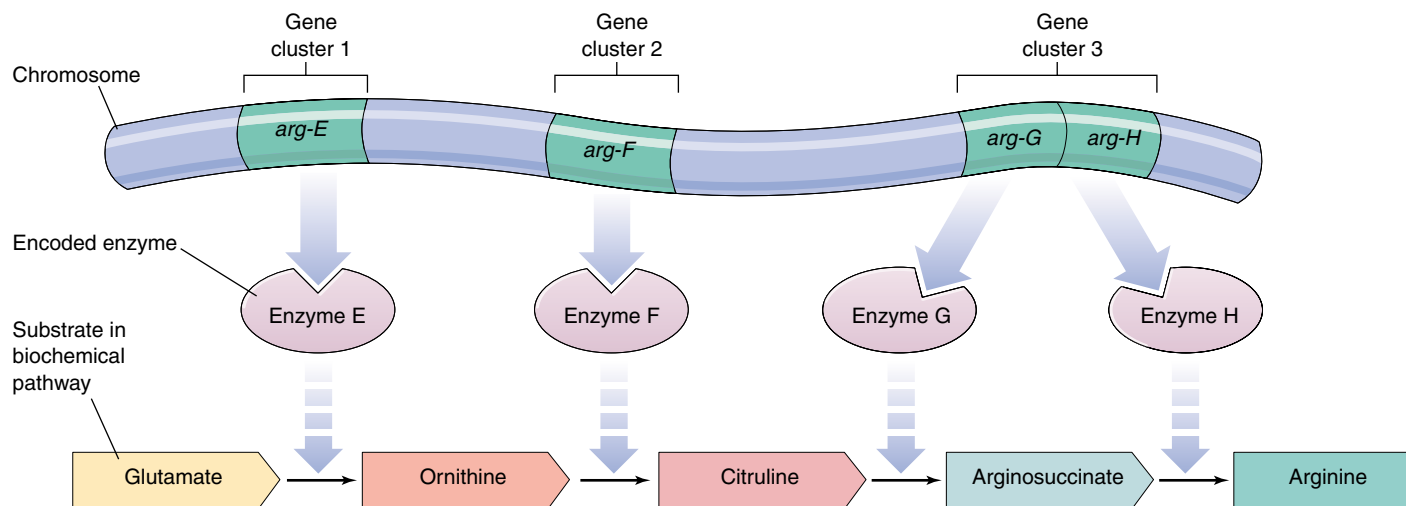 Gene
cluster 1
Gene
cluster 2
Gene
cluster 3
Chromosome
arg-E
arg-F
arg-G
arg-H
Encoded enzyme
Enzyme E
Enzyme F
Enzyme G
Enzyme H
Substrate in
biochemical
pathway
Glutamate
Ornithine
Citruline
Arginosuccinate
Arginine